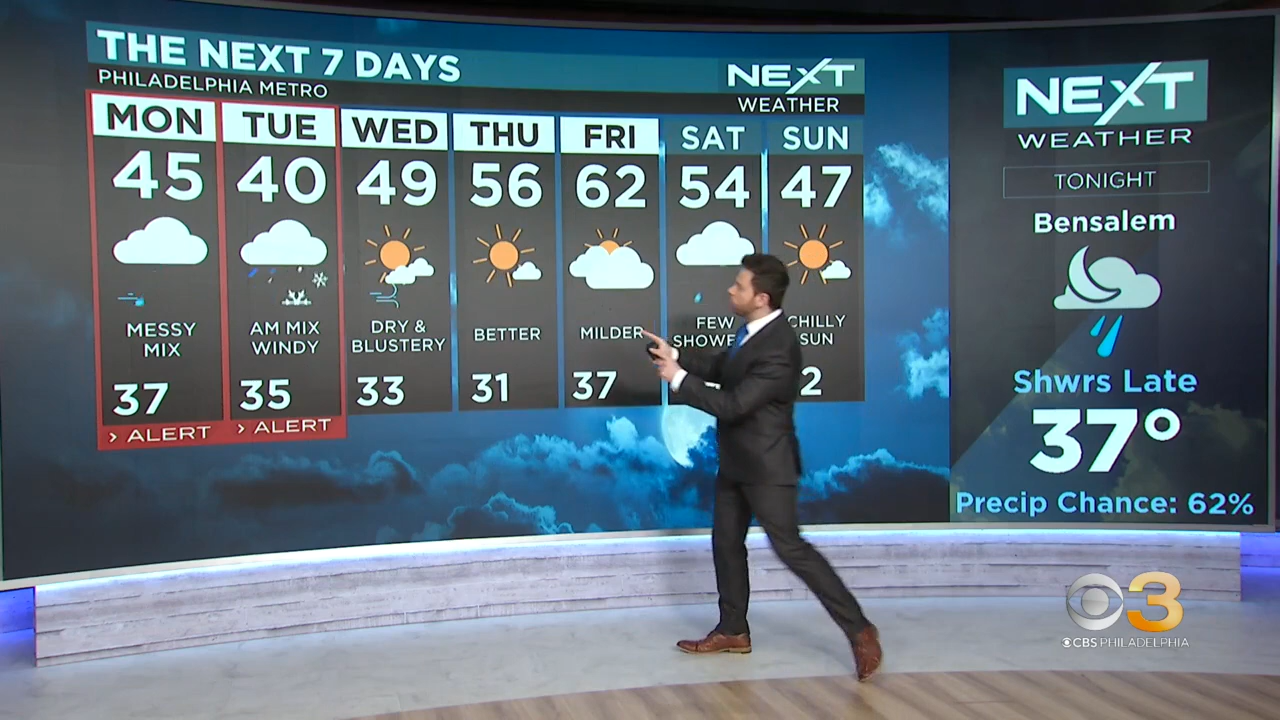 THE NEXT 7 DAYS
PHILADELPHIA METRO
NEXT
WEATHER
MON TUE WED THU FRI SAT SUN
45 40 49 56 62 54 47
MESSY
MIX
AM MIX
WINDY
DRY &
BLUSTERY
BETTER
MILDER
FEW
CHILLY
SUN
37 35 33 31 37
> ALERT > ALERT
NEXT
WEATHER
TONIGHT
Bensalem
Shwrs Late
37°
Precip Chance: 62%
3
CBS PHILADELPHIA